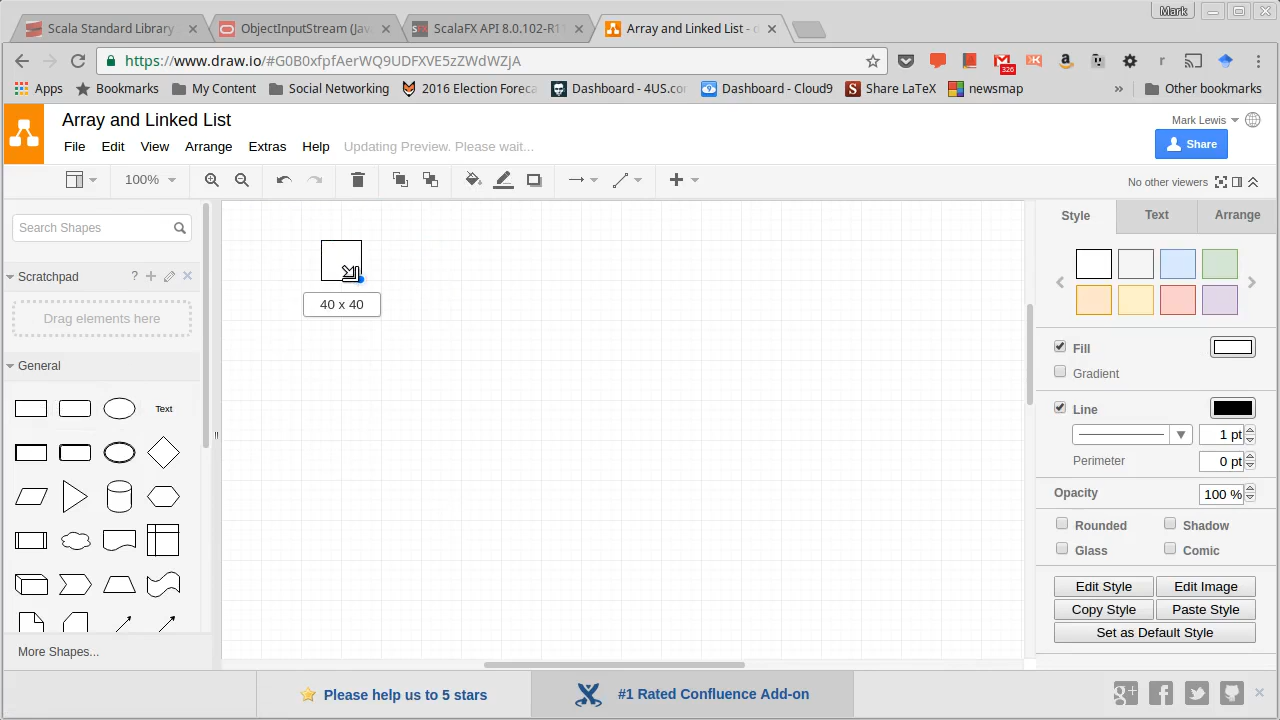 Mark
Scala Standard Library
ObjectInputStream (Jav
ScalaFX API 8.0.102-R1
Array and Linked List - d
https://www.draw.io/#G0B0xfpfAerWQ9UDFXVE5zZWdWZjA
326
Apps
Bookmarks
My Content
Social Networking
2016 Election Foreca
Dashboard - 4US.co
Dashboard - Cloud9
Share LaTeX
newsmap
»
Other bookmarks
Array and Linked List
Mark Lewis
File Edit View Arrange Extras Help Updating Preview. Please wait...
Share
100%
No other viewers
Search Shapes
Style Text Arrange
Scratchpad
Drag elements here
40 x 40
General
Text
Fill
Gradient
Line
1 pt
Perimeter 0 pt
Opacity 100 %
Rounded Shadow
Glass Comic
Edit Style Edit Image
Copy Style Paste Style
Set as Default Style
More Shapes...
Please help us to 5 stars
#1 Rated Confluence Add-on